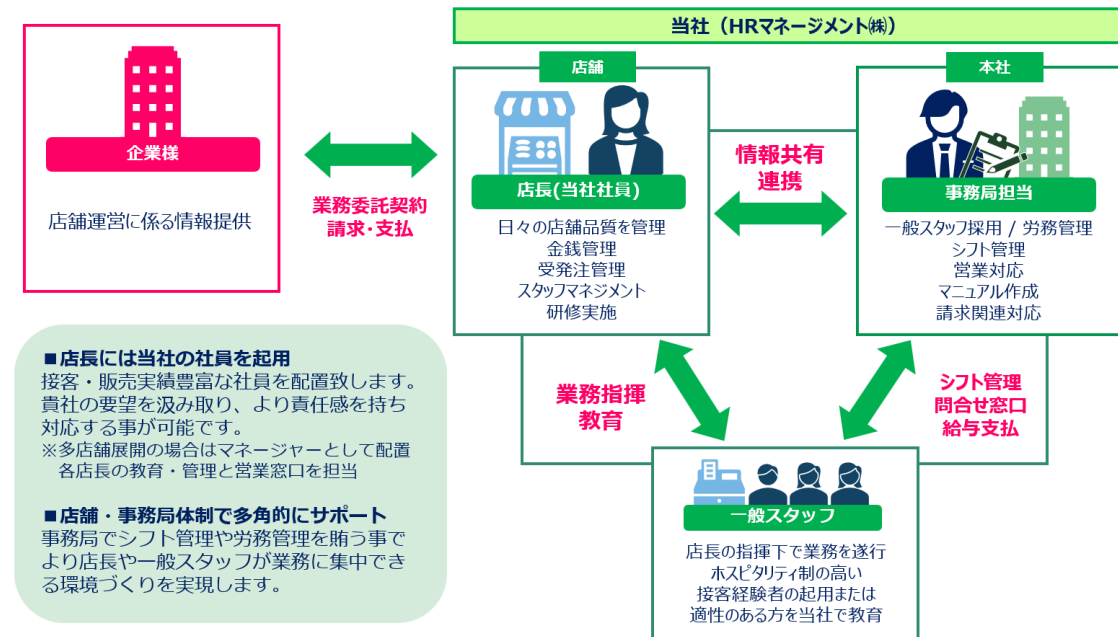 当社（HRマネージメント㈱）
企業様
店舗運営に係る情報提供
業務委託契約
請求・支払
店舗
店長(当社社員)
日々の店舗品質を管理
金銭管理
受発注管理
スタッフマネジメント
研修実施
情報共有
連携
本社
事務局担当
一般スタッフ採用 / 労務管理
シフト管理
営業対応
マニュアル作成
請求関連対応
■店長には当社の社員を起用
接客・販売実績豊富な社員を配置致します。
貴社の要望を汲み取り、より責任感を持ち
対応する事が可能です。
※多店舗展開の場合はマネージャーとして配置
各店長の教育・管理と営業窓口を担当
■店舗・事務局体制で多角的にサポート
事務局でシフト管理や労務管理を賄う事で
より店長や一般スタッフが業務に集中でき
る環境づくりを実現します。
業務指揮
教育
シフト管理
問合せ窓口
給与支払
一般スタッフ
店長の指揮下で業務を遂行
ホスピタリティ制の高い
接客経験者の起用または
適性のある方を当社で教育